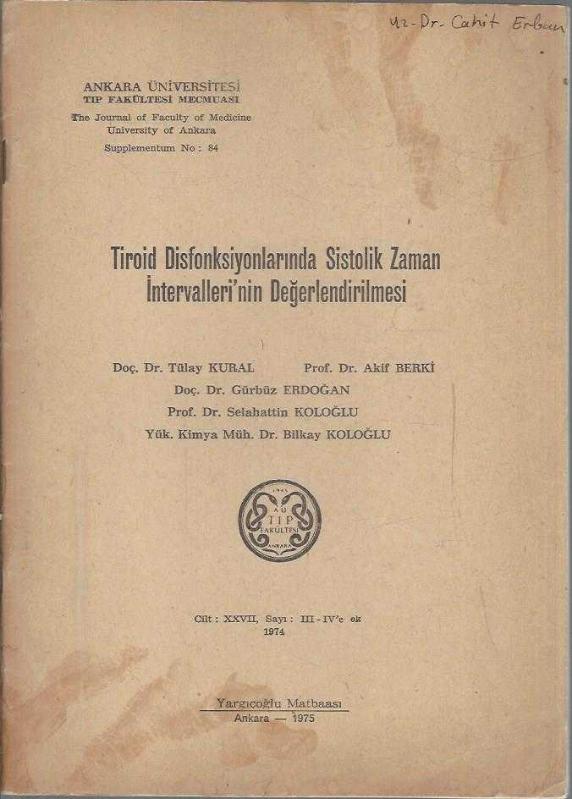 Dr. Cahit
ANKARA ÜNİVERSİTESİ
TIP FAKÜLTESİ MECMUASI
The Journal of Faculty of Medicine
University of Ankara
Supplementum No : 84
Tiroid Disfonksiyonlarında Sistolik Zaman
İntervalleri'nin Değerlendirilmesi
Doç. Dr. Tülay KURAL Prof. Dr. Akif BERKİ
Doç. Dr. Gürbüz ERDOĞAN
Prof. Dr. Selahattin KOLOĞLU
Yük. Kimya Müh. Dr. Bilkay KOLOĞLU
1945
A Ü
TIP
FAKÜLTESİ
ANKARA
Cilt : XXVII, Sayı : III - IV'e ek
1974
Yargıçoğlu Matbaası
Ankara — 1975